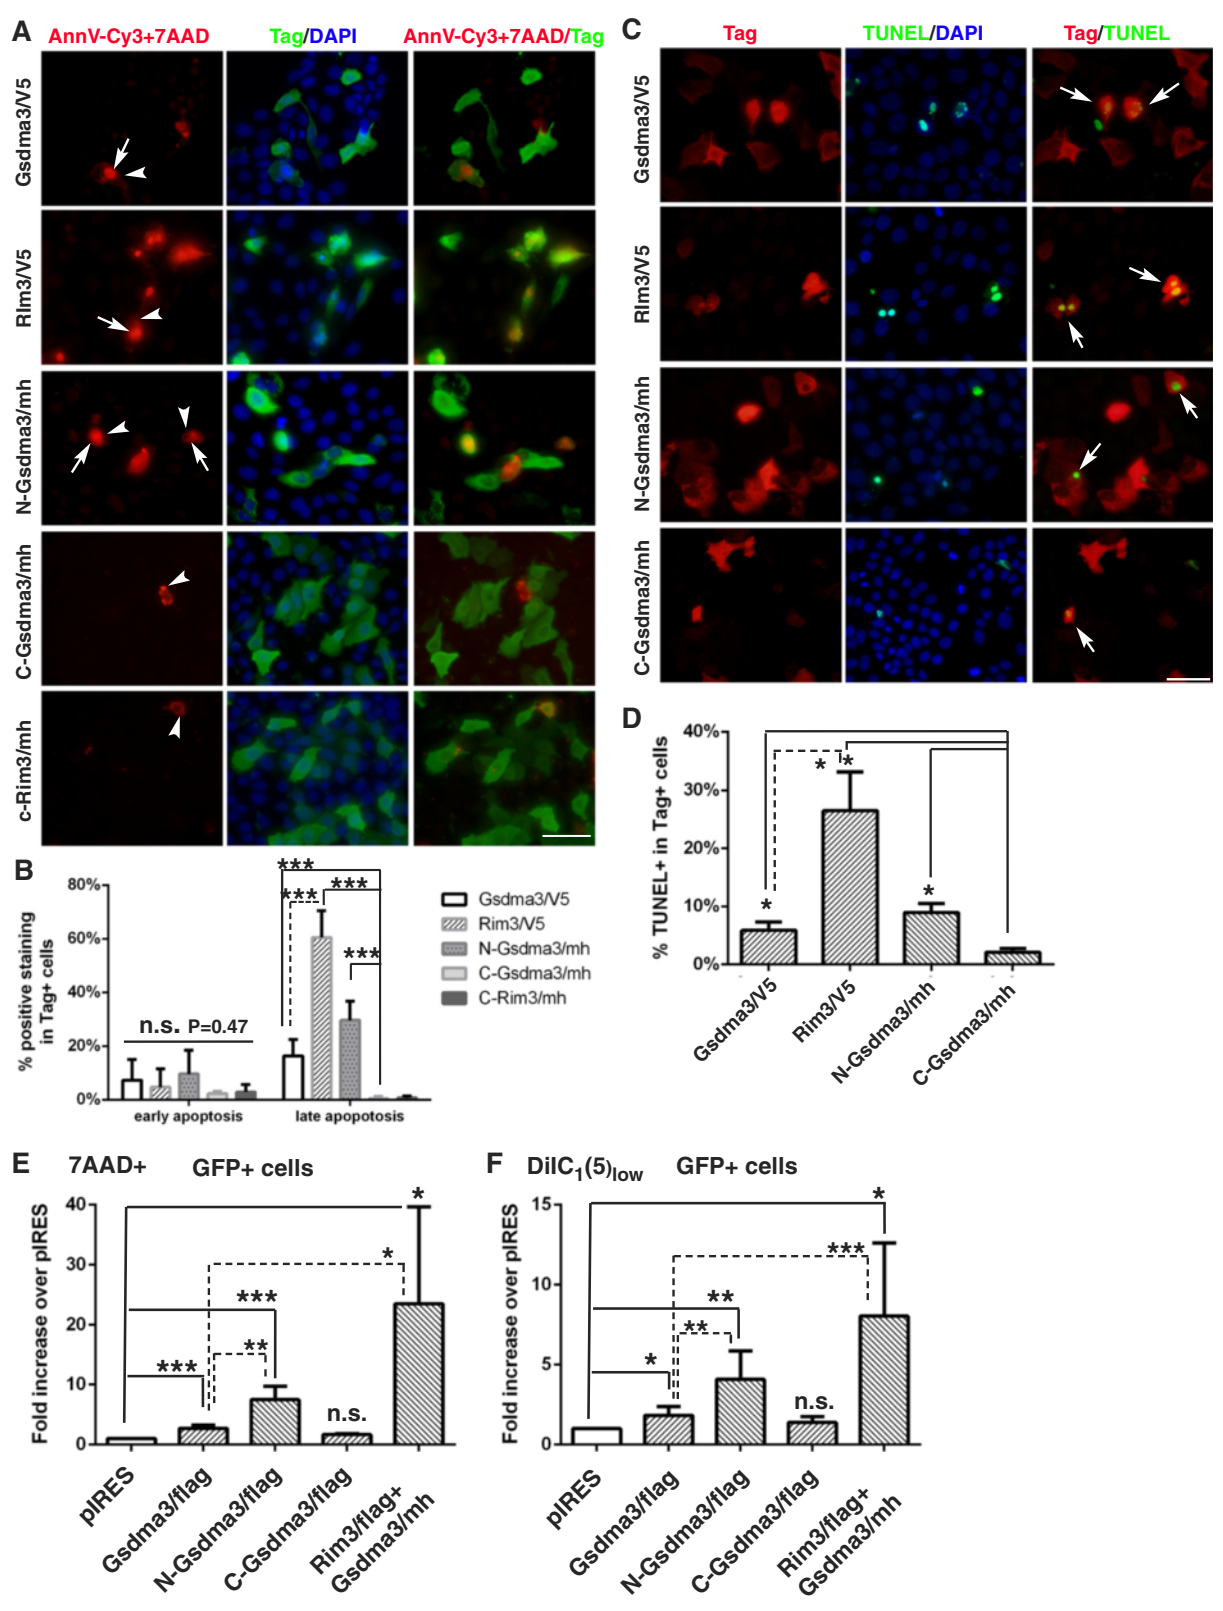 A
AnnV-Cy3+7AAD
Tag/DAPI
AnnV-Cy3+7AAD/Tag
Gsdma3/V5
RIm3/V5
N-Gsdma3/mh
C-Gsdma3/mh
c-Rim3/mh
B
% positive staining
in Tag+ cells
80%
60%
40%
20%
0%
n.s. P=0.47
***
***
***
***
early apoptosis
late apopotosis
Gsdma3/V5
Rim3/V5
N-Gsdma3/mh
C-Gsdma3/mh
C-Rim3/mh
C
Tag
TUNEL/DAPI
Tag/TUNEL
Gsdma3/V5
RIm3/V5
N-Gsdma3/mh
C-Gsdma3/mh
D
% TUNEL+ in Tag+ cells
40%
30%
20%
10%
0%
*
*
*
*
Gsdma3/V5
Rim3/V5
N-Gsdma3/mh
C-Gsdma3/mh
E
7AAD+
GFP+ cells
Fold increase over pIRES
40
30
20
10
0
*
*
***
**
***
n.s.
pIRES
Gsdma3/flag
N-Gsdma3/flag
C-Gsdma3/flag
Rim3/flag+
Gsdma3/mh
F
DiIC1(5)low
GFP+ cells
Fold increase over pIRES
15
10
5
0
*
***
**
**
*
n.s.
pIRES
Gsdma3/flag
N-Gsdma3/flag
C-Gsdma3/flag
Rim3/flag+
Gsdma3/mh